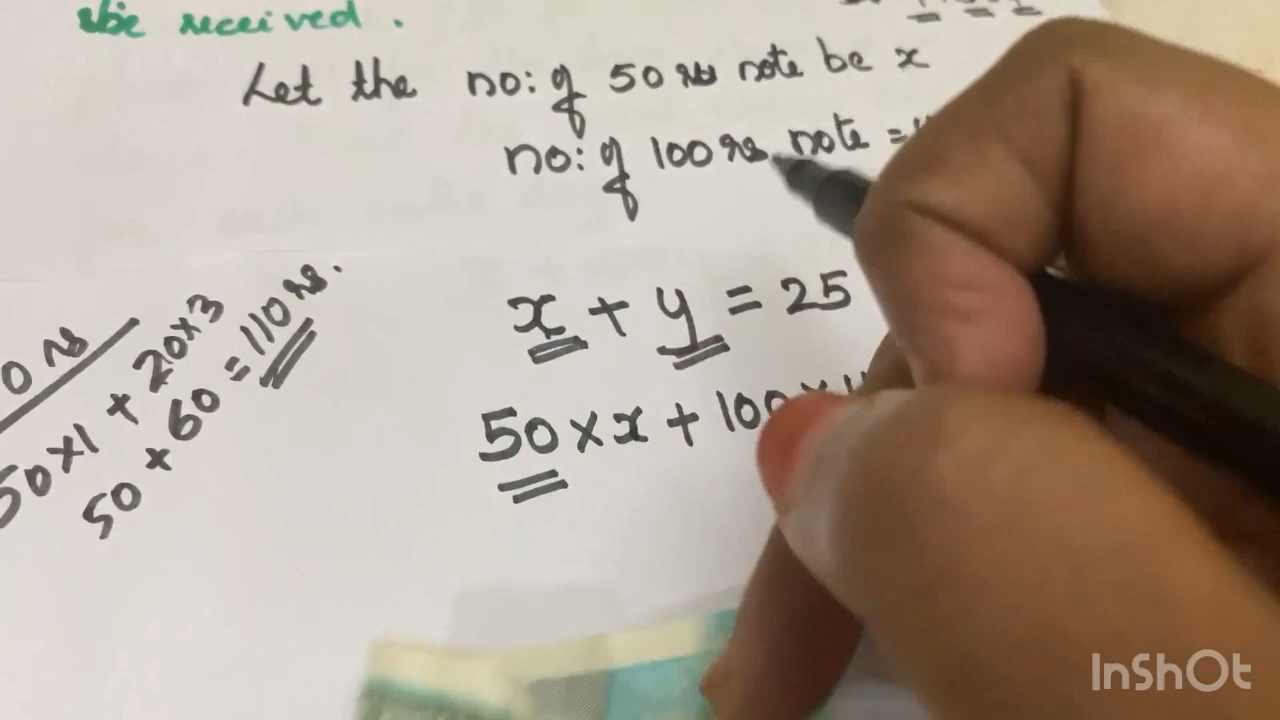 she received.
Let the no: of 50 rs note be x
no: of 100 rs note =
x + y = 25
50 × x + 100 × y
0 rs
50 × 1 + 20 × 3
50 × 60 = 110 rs.
InShOt